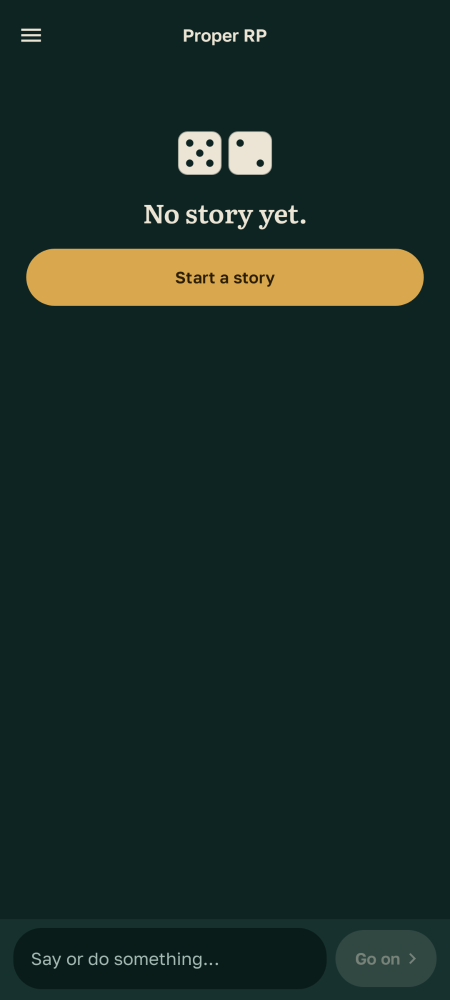 Proper RP
No story yet.
Start a story
Say or do something...
Go on